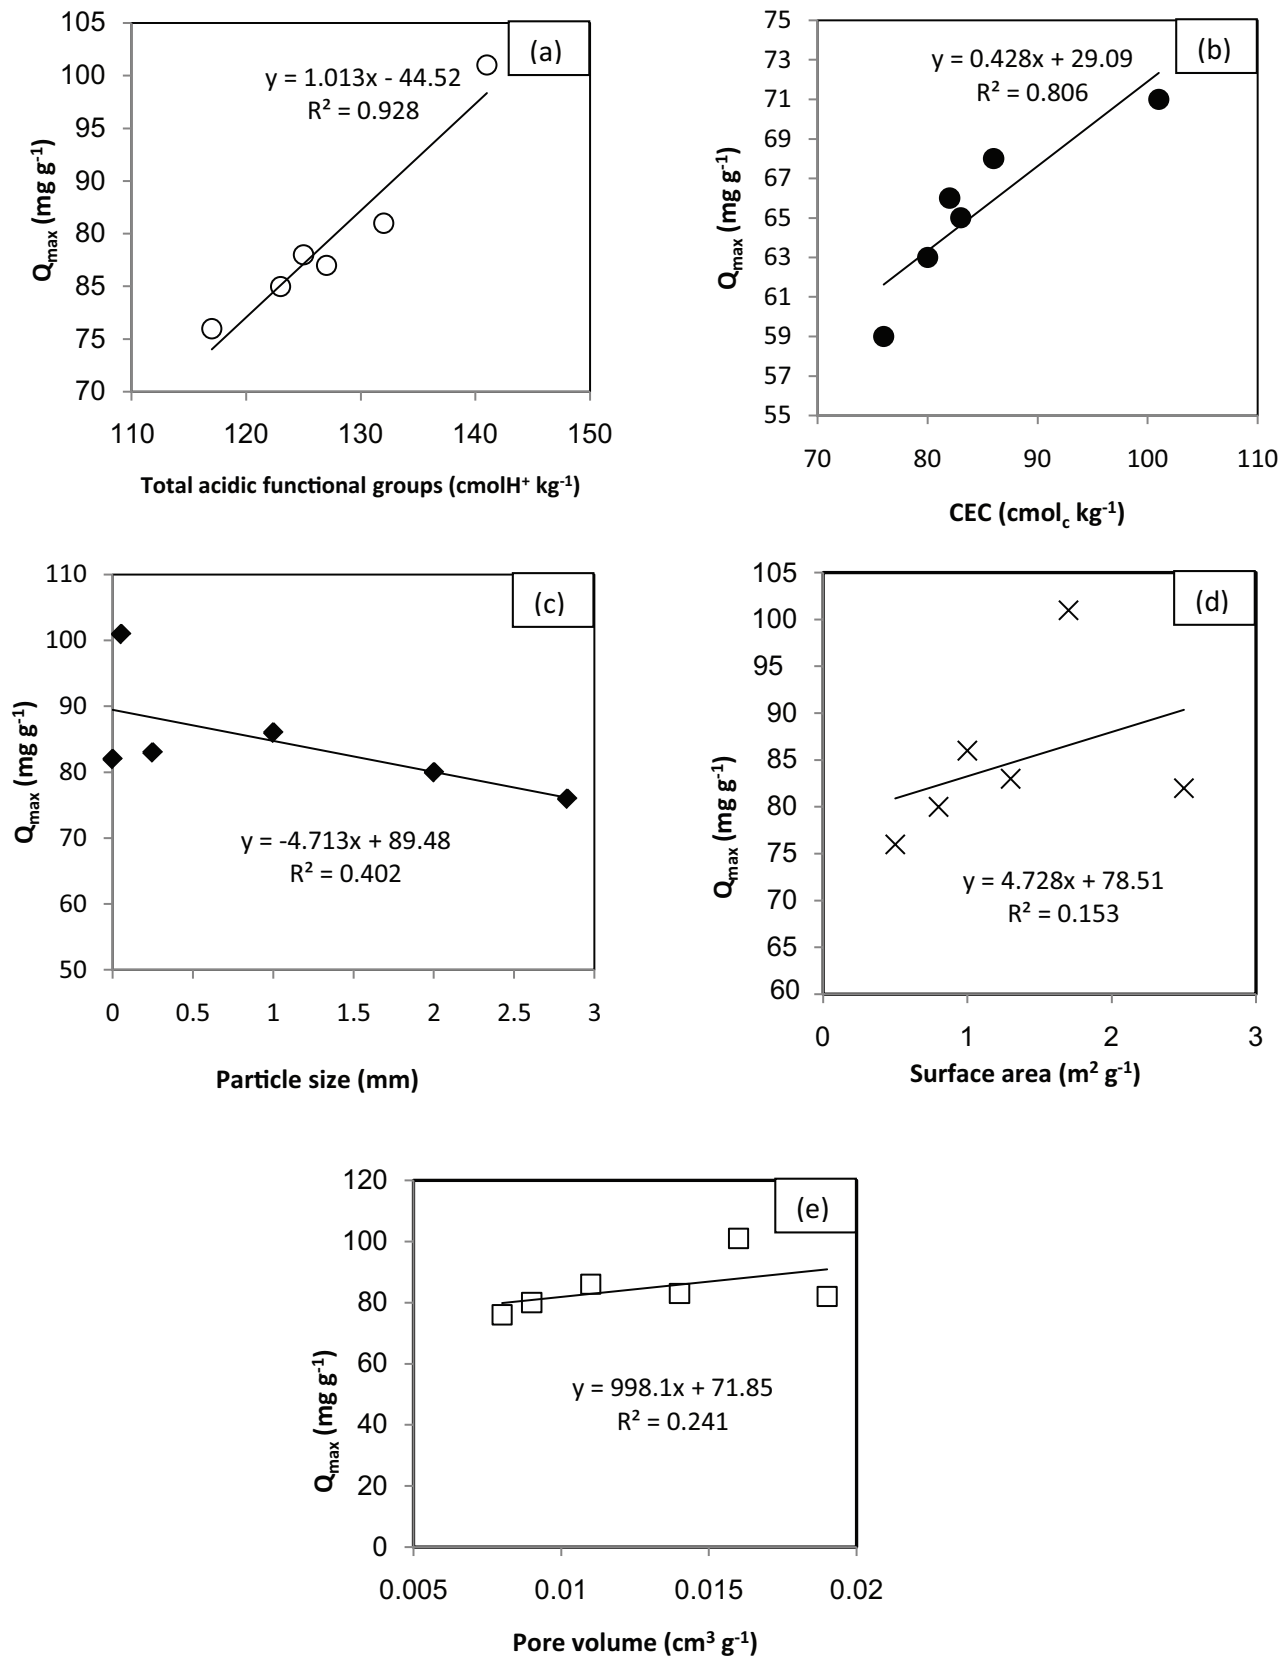 (a)
y = 1.013x - 44.52
R² = 0.928
105
100
95
90
80
85
75
70
110 120 130 140 150
Q_max (mg g⁻¹)
Total acidic functional groups (cmolH⁺ kg⁻¹)
(b)
y = 0.428x + 29.09
R² = 0.806
75
73
71
69
67
65
63
61
59
57
55
70 80 90 100 110
Q_max (mg g⁻¹)
CEC (cmol_c kg⁻¹)
(c)
110
100
90
80
70
60
50
y = -4.713x + 89.48
R² = 0.402
0 0.5 1 1.5 2 2.5 3
Q_max (mg g⁻¹)
Particle size (mm)
(d)
105
100
95
90
85
80
75
70
65
60
y = 4.728x + 78.51
R² = 0.153
0 1 2 3
Q_max (mg g⁻¹)
Surface area (m² g⁻¹)
(e)
120
100
80
60
40
20
0
y = 998.1x + 71.85
R² = 0.241
0.005 0.01 0.015 0.02
Q_max (mg g⁻¹)
Pore volume (cm³ g⁻¹)